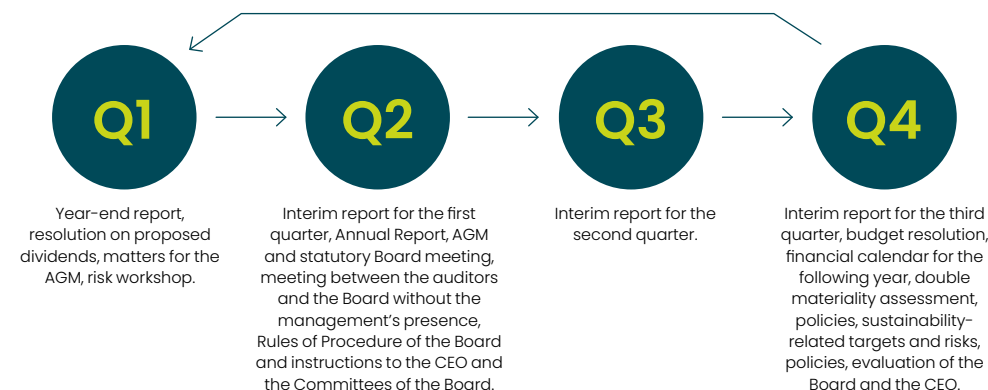 Q1
Year-end report,
resolution on proposed
dividends, matters for the
AGM, risk workshop.
Q2
Interim report for the first
quarter, Annual Report, AGM
and statutory Board meeting,
meeting between the auditors
and the Board without the
management's presence,
Rules of Procedure of the Board
and instructions to the CEO and
the Committees of the Board.
Q3
Interim report for the
second quarter.
Q4
Interim report for the third
quarter, budget resolution,
financial calendar for the
following year, double
materiality assessment,
policies, sustainability-
related targets and risks,
policies, evaluation of the
Board and the CEO.